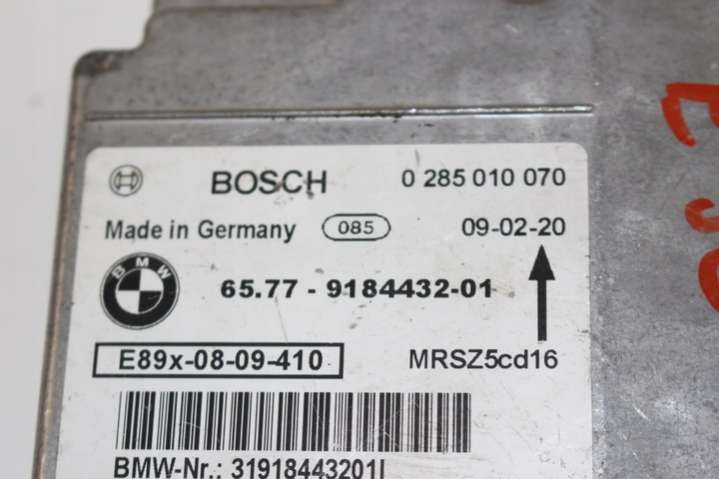 BOSCH 0 285 010 070
Made in Germany 085 09-02-20
BMW 65.77 - 9184432-01
E89x-08-09-410 MRSZ5cd16
BMW-Nr.: 31918443201I
E